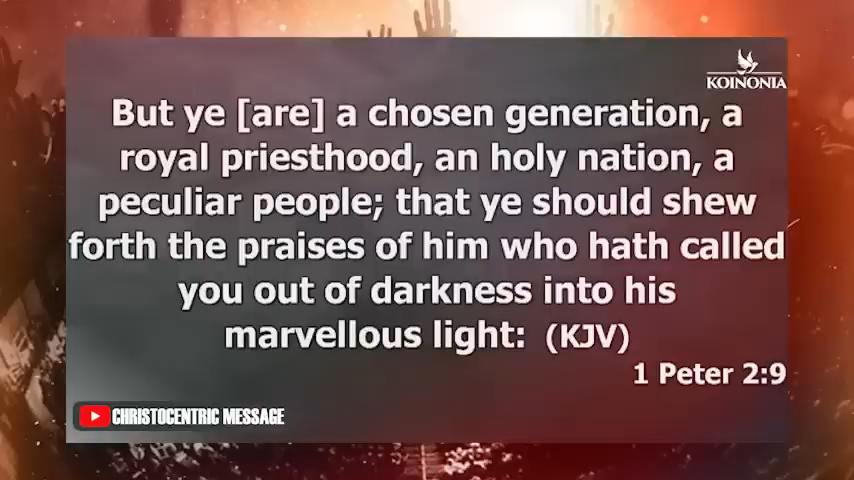 KOINONIA
But ye [are] a chosen generation, a
royal priesthood, an holy nation, a
peculiar people; that ye should shew
forth the praises of him who hath called
you out of darkness into his
marvellous light: (KJV)
1 Peter 2:9
CHRISTOCENTRIC MESSAGE